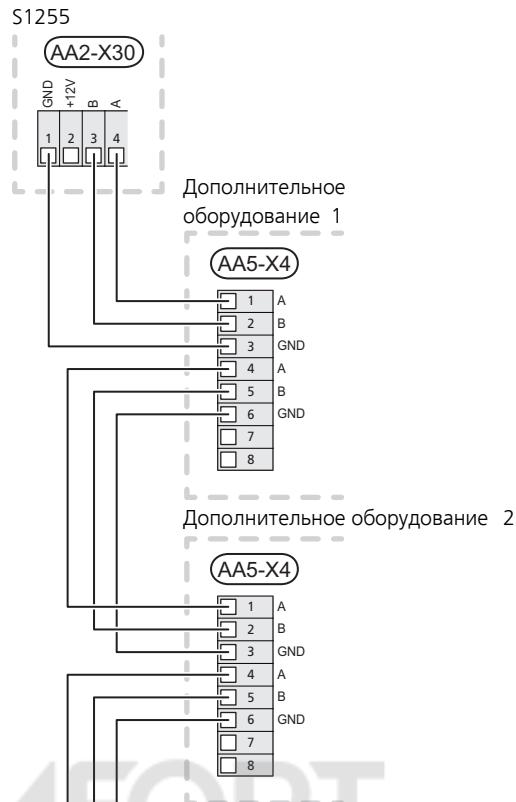 S1255
AA2-X30
GND +12V B A
1 2 3 4
Дополнительное
оборудование 1
AA5-X4
1 A
2 B
3 GND
4 A
5 B
6 GND
7
8
Дополнительное оборудование 2
AA5-X4
1 A
2 B
3 GND
4 A
5 B
6 GND
7
8